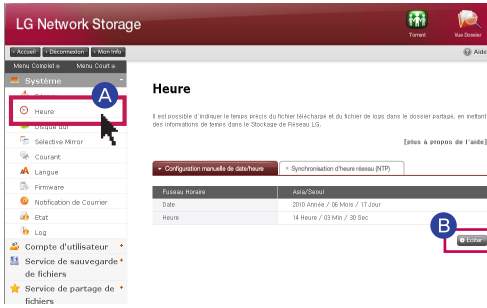 LG Network Storage
Torrent
Vue Dossier
Accueil
Déconnexion
Mon Info
Aide
Menu Complet
Menu Court
Système
A
Heure
Disque dur
Selective Mirror
Courant
Langue
Firmware
Notification de Courrier
Etat
Log
Compte d'utilisateur
Service de sauvegarde de fichiers
Service de partage de fichiers
Heure
Il est possible d'indiquer le temps précis du fichier téléchargé et du fichier de logs dans le dossier partage, en mettant
des infomations de temps dans le Stockage de Réseau LG.
[plus à propos de l'aide]
Configuration manuelle de date/heure
Synchronisation d'heure réseau (NTP)
Fuseau Horaire Asia/Seoul
Date 2010 Année / 06 Mois / 17 Jour
Heure 14 Heure / 03 Min / 30 Sec
B
Editer